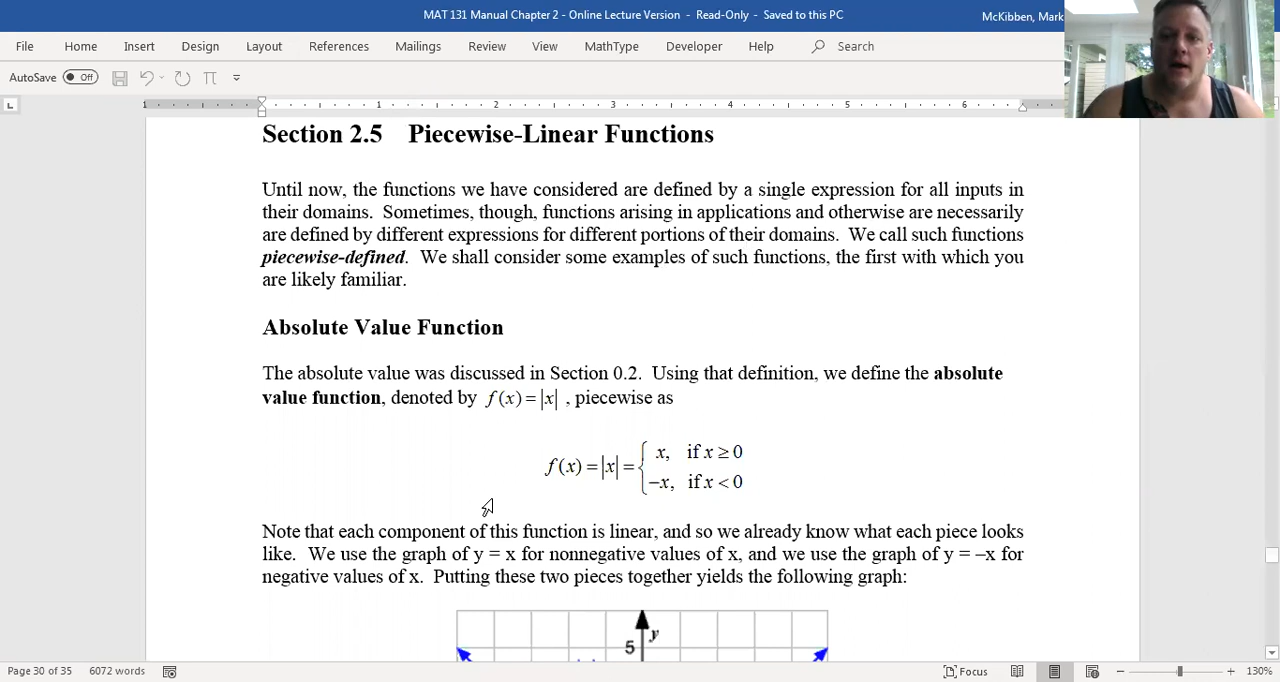 MAT 131 Manual Chapter 2 - Online Lecture Version - Read-Only - Saved to this PC
McKibben, Mark
File Home Insert Design Layout References Mailings Review View MathType Developer Help Search
AutoSave Off π
1 1 2 3 4 5 6
Section 2.5 Piecewise-Linear Functions
Until now, the functions we have considered are defined by a single expression for all inputs in
their domains. Sometimes, though, functions arising in applications and otherwise are necessarily
are defined by different expressions for different portions of their domains. We call such functions
piecewise-defined. We shall consider some examples of such functions, the first with which you
are likely familiar.
Absolute Value Function
The absolute value was discussed in Section 0.2. Using that definition, we define the absolute
value function, denoted by f(x) = |x| , piecewise as
f(x) = |x| = { x, if x ≥ 0
−x, if x < 0
Note that each component of this function is linear, and so we already know what each piece looks
like. We use the graph of y = x for nonnegative values of x, and we use the graph of y = –x for
negative values of x. Putting these two pieces together yields the following graph:
y
5
Page 30 of 35 6072 words Focus 130%